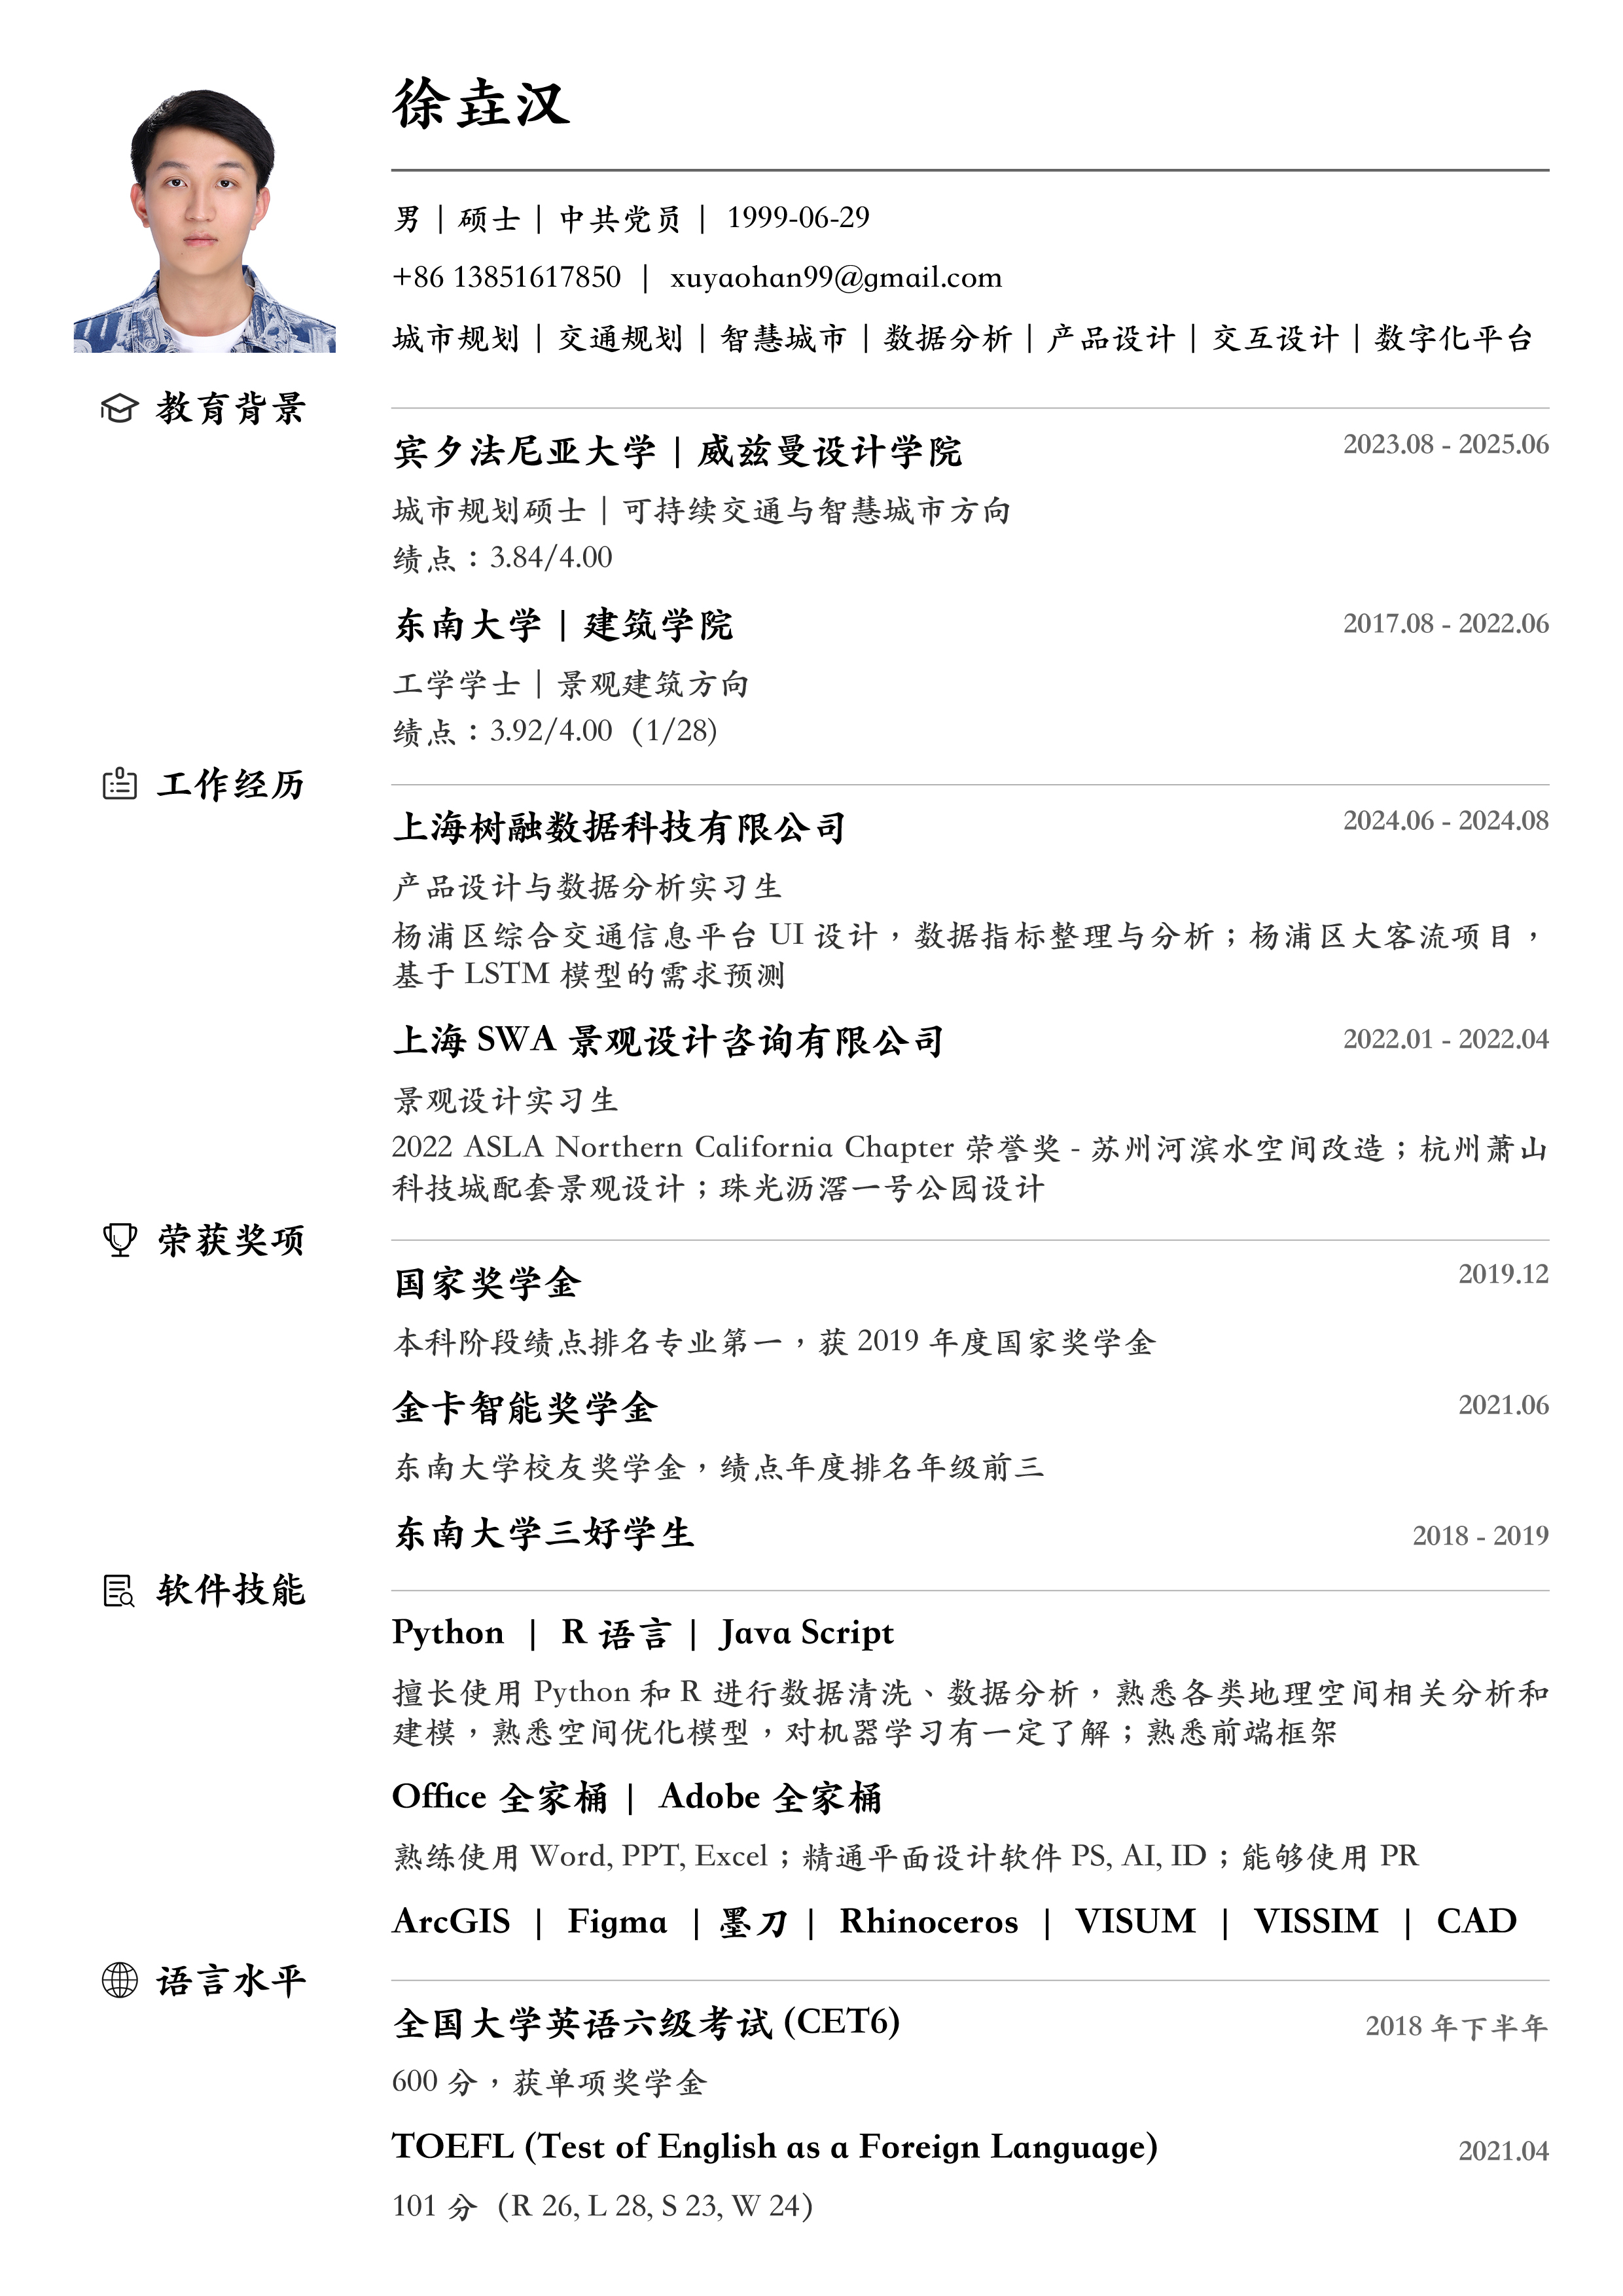 徐垚汉
男 | 硕士 | 中共党员 | 1999-06-29
+86 13851617850 | xuyaohan99@gmail.com
城市规划 | 交通规划 | 智慧城市 | 数据分析 | 产品设计 | 交互设计 | 数字化平台
教育背景
宾夕法尼亚大学 | 威兹曼设计学院 2023.08 - 2025.06
城市规划硕士 | 可持续交通与智慧城市方向
绩点：3.84/4.00
东南大学 | 建筑学院 2017.08 - 2022.06
工学学士 | 景观建筑方向
绩点：3.92/4.00（1/28）
工作经历
上海树融数据科技有限公司 2024.06 - 2024.08
产品设计与数据分析实习生
杨浦区综合交通信息平台 UI 设计，数据指标整理与分析；杨浦区大客流项目，
基于 LSTM 模型的需求预测
上海 SWA 景观设计咨询有限公司 2022.01 - 2022.04
景观设计实习生
2022 ASLA Northern California Chapter 荣誉奖 - 苏州河滨水空间改造；杭州萧山
科技城配套景观设计；珠光沥滘一号公园设计
荣获奖项
国家奖学金 2019.12
本科阶段绩点排名专业第一，获 2019 年度国家奖学金
金卡智能奖学金 2021.06
东南大学校友奖学金，绩点年度排名年级前三
东南大学三好学生 2018 - 2019
软件技能
Python | R 语言 | Java Script
擅长使用 Python 和 R 进行数据清洗、数据分析，熟悉各类地理空间相关分析和
建模，熟悉空间优化模型，对机器学习有一定了解；熟悉前端框架
Office 全家桶 | Adobe 全家桶
熟练使用 Word, PPT, Excel；精通平面设计软件 PS, AI, ID；能够使用 PR
ArcGIS | Figma | 墨刀 | Rhinoceros | VISUM | VISSIM | CAD
语言水平
全国大学英语六级考试 (CET6) 2018 年下半年
600 分，获单项奖学金
TOEFL (Test of English as a Foreign Language) 2021.04
101 分（R 26, L 28, S 23, W 24）